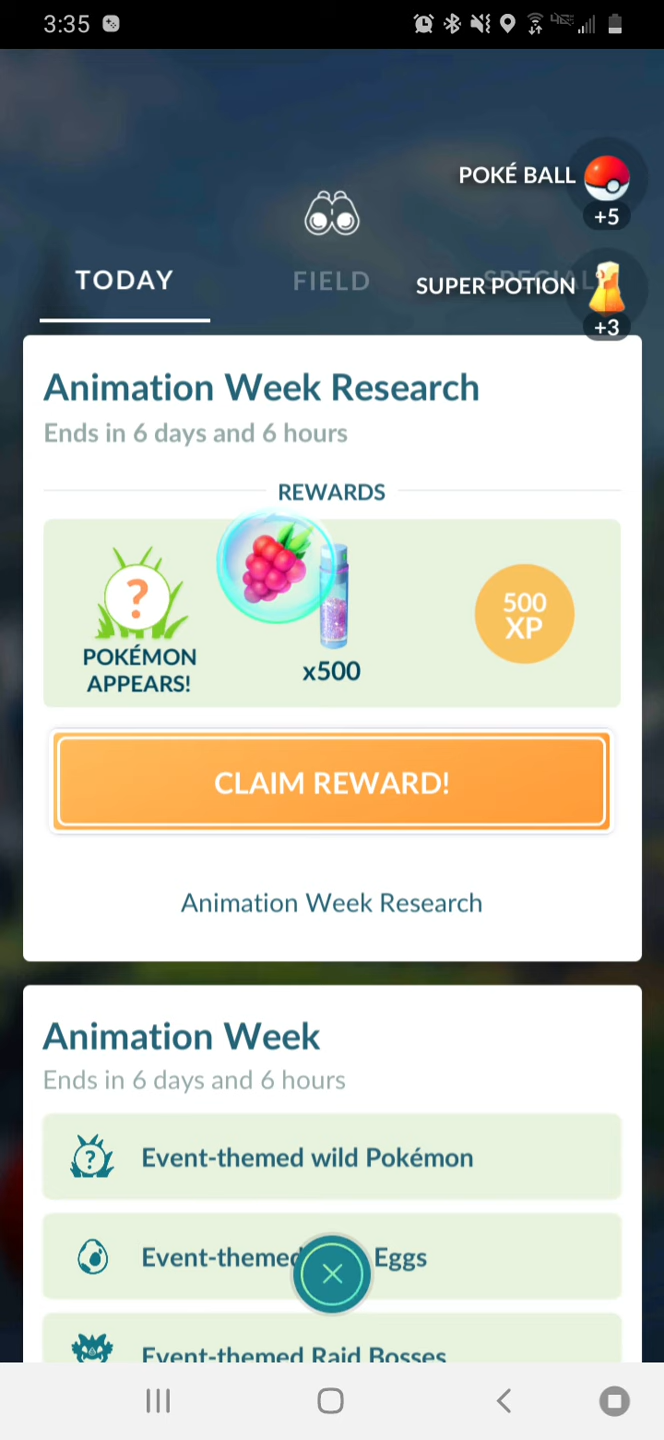 3:35
POKÉ BALL
+5
TODAY
FIELD
SPECIAL
SUPER POTION
+3
Animation Week Research
Ends in 6 days and 6 hours
REWARDS
?
POKÉMON
APPEARS!
x500
500
XP
CLAIM REWARD!
Animation Week Research
Animation Week
Ends in 6 days and 6 hours
?
Event-themed wild Pokémon
Event-themed Eggs
Event-themed Raid Bosses